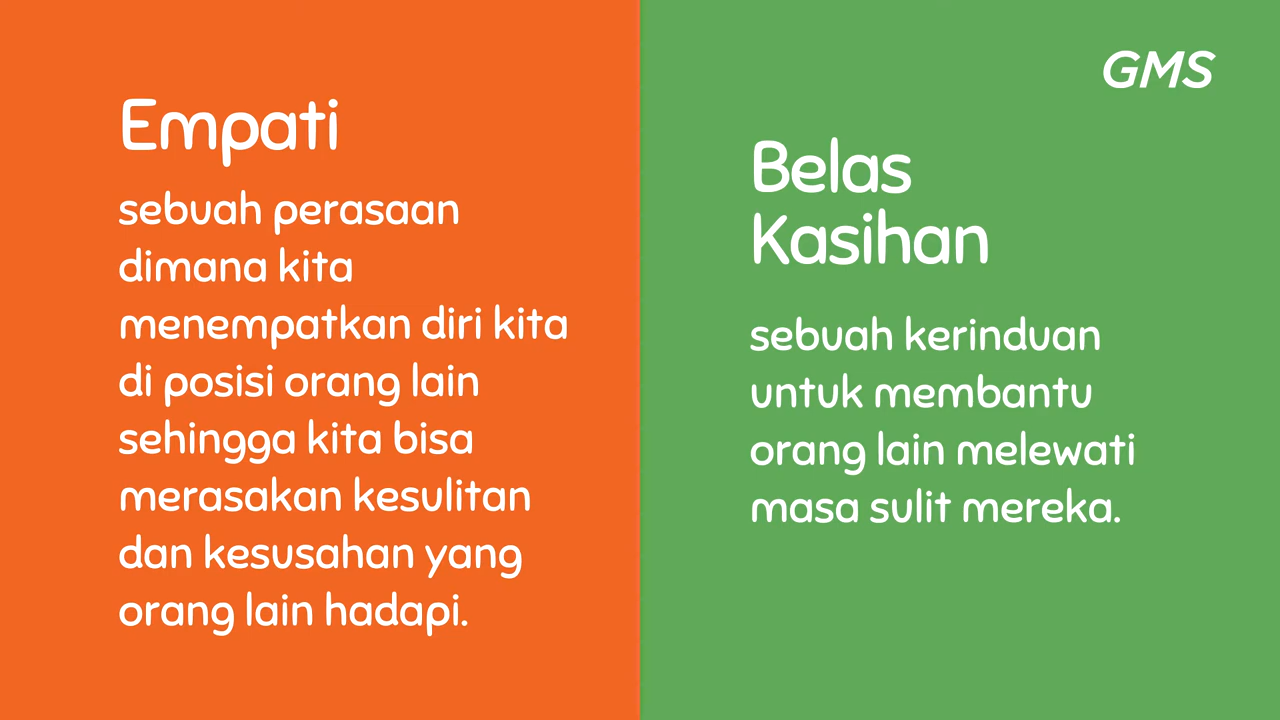 Empati
sebuah perasaan
dimana kita
menempatkan diri kita
di posisi orang lain
sehingga kita bisa
merasakan kesulitan
dan kesusahan yang
orang lain hadapi.
GMS
Belas
Kasihan
sebuah kerinduan
untuk membantu
orang lain melewati
masa sulit mereka.